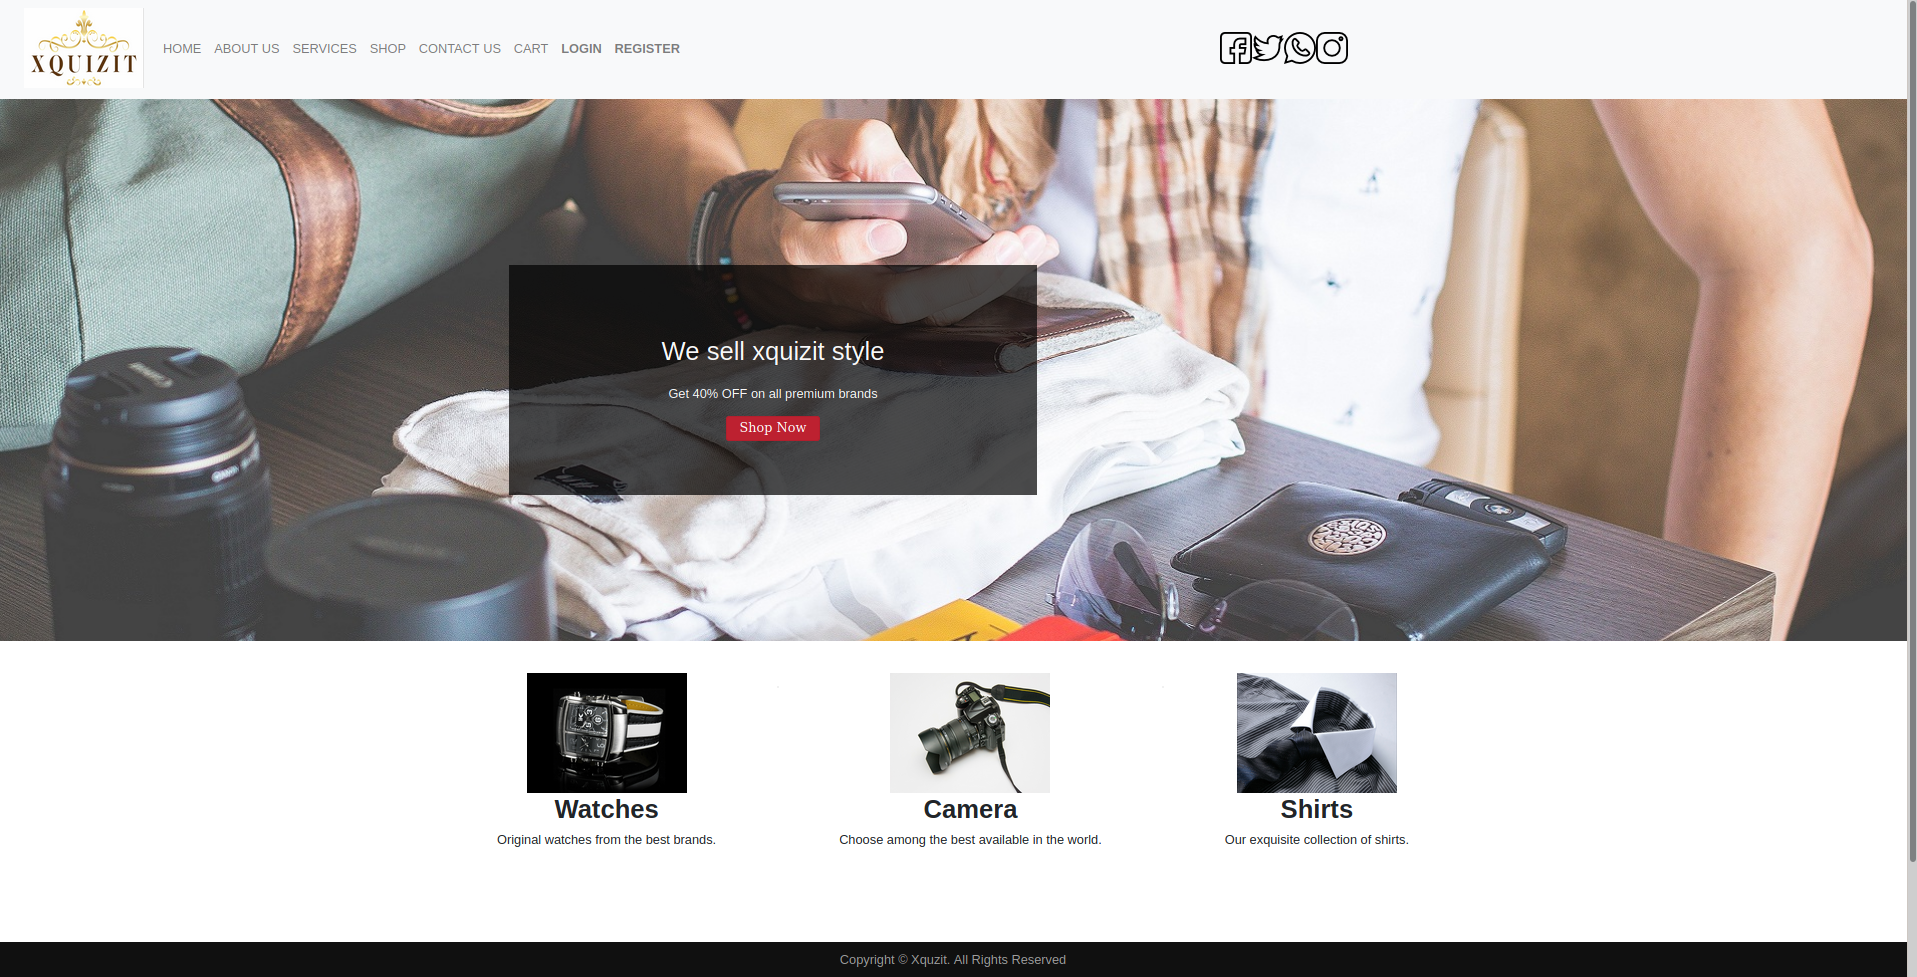 XQUIZIT
HOME ABOUT US SERVICES SHOP CONTACT US CART LOGIN REGISTER
We sell xquizit style
Get 40% OFF on all premium brands
Shop Now
Watches
Original watches from the best brands.
Camera
Choose among the best available in the world.
Shirts
Our exquisite collection of shirts.
Copyright © Xquzit. All Rights Reserved